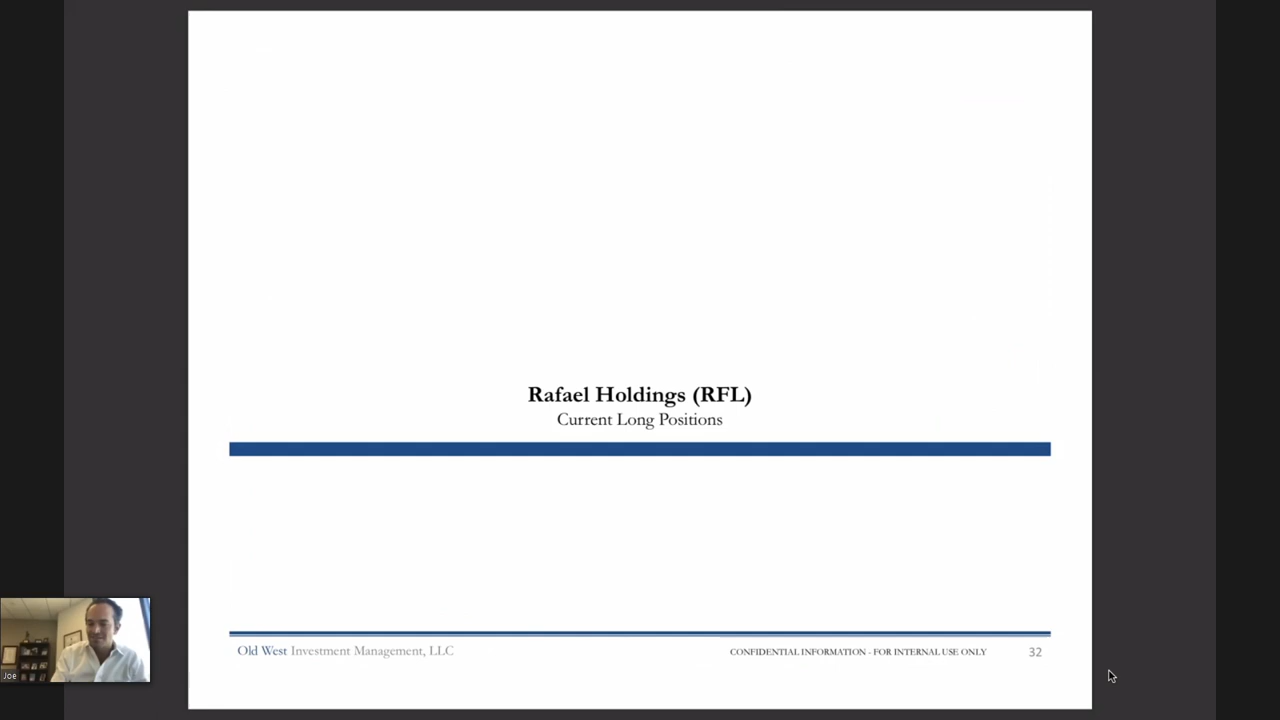 Rafael Holdings (RFL)
Current Long Positions
Old West Investment Management, LLC
CONFIDENTIAL INFORMATION - FOR INTERNAL USE ONLY
32
Joe